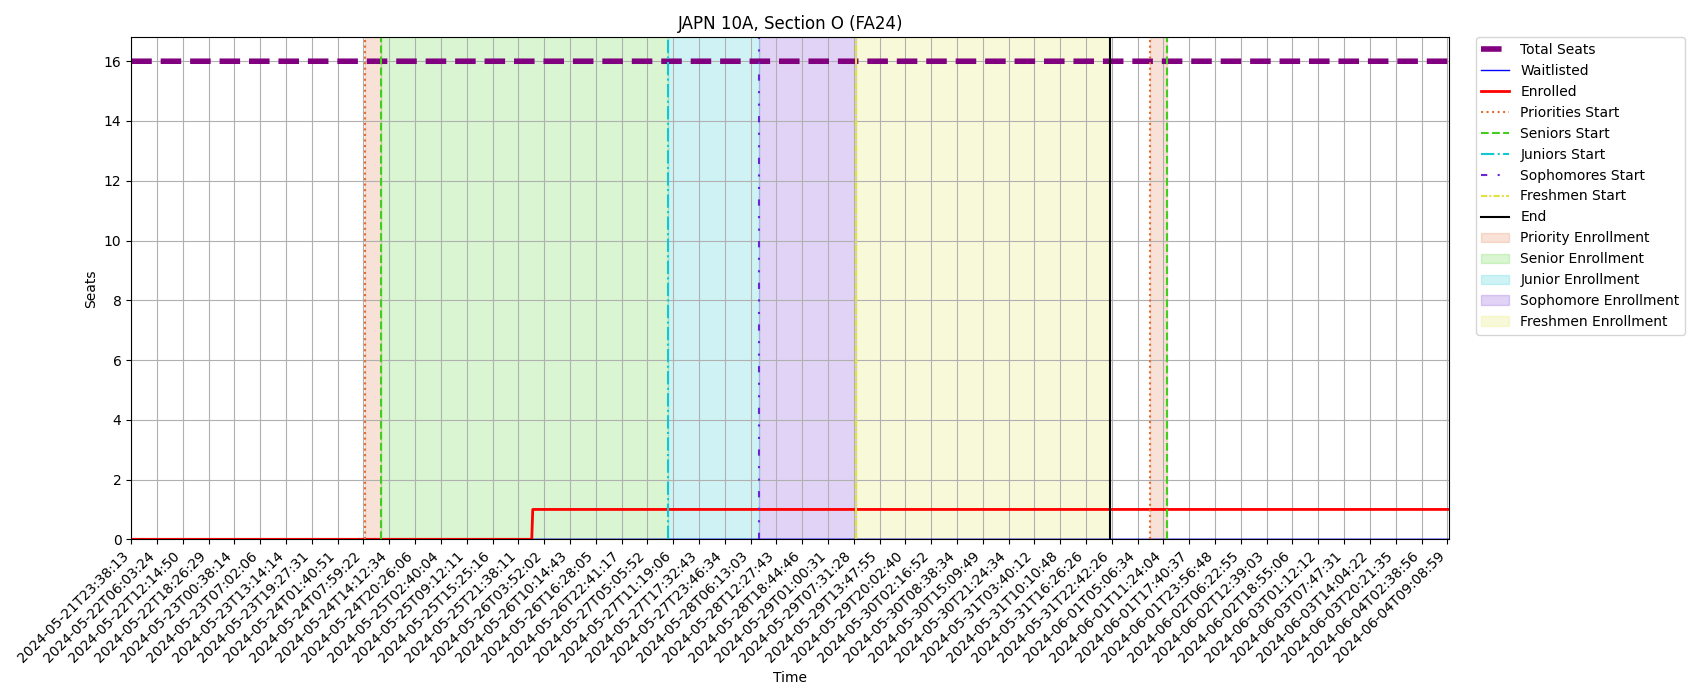 JAPN 10A, Section O (FA24)
Seats
16
14
12
10
8
6
4
2
0
2024-05-21T23:38:13
2024-05-22T06:03:24
2024-05-22T12:14:50
2024-05-22T18:26:29
2024-05-23T00:38:14
2024-05-23T07:02:06
2024-05-23T13:14:14
2024-05-23T19:27:31
2024-05-24T01:40:51
2024-05-24T07:59:22
2024-05-24T14:12:34
2024-05-24T20:26:06
2024-05-25T02:40:04
2024-05-25T09:12:11
2024-05-25T15:25:16
2024-05-25T21:38:11
2024-05-26T03:52:02
2024-05-26T10:14:43
2024-05-26T16:28:05
2024-05-26T22:41:17
2024-05-27T05:05:52
2024-05-27T11:19:06
2024-05-27T17:32:43
2024-05-27T23:46:34
2024-05-28T06:13:03
2024-05-28T12:27:43
2024-05-28T18:44:46
2024-05-29T01:00:31
2024-05-29T07:31:28
2024-05-29T13:47:55
2024-05-29T20:02:40
2024-05-30T02:16:52
2024-05-30T08:38:34
2024-05-30T15:09:49
2024-05-30T21:24:34
2024-05-31T03:40:12
2024-05-31T10:10:48
2024-05-31T16:26:26
2024-05-31T22:42:26
2024-06-01T05:06:34
2024-06-01T11:24:04
2024-06-01T17:40:37
2024-06-01T23:56:48
2024-06-02T06:22:55
2024-06-02T12:39:03
2024-06-02T18:55:06
2024-06-03T01:12:12
2024-06-03T07:47:31
2024-06-03T14:04:22
2024-06-03T20:21:35
2024-06-04T02:38:56
2024-06-04T09:08:59
Time
Total Seats
Waitlisted
Enrolled
Priorities Start
Seniors Start
Juniors Start
Sophomores Start
Freshmen Start
End
Priority Enrollment
Senior Enrollment
Junior Enrollment
Sophomore Enrollment
Freshmen Enrollment